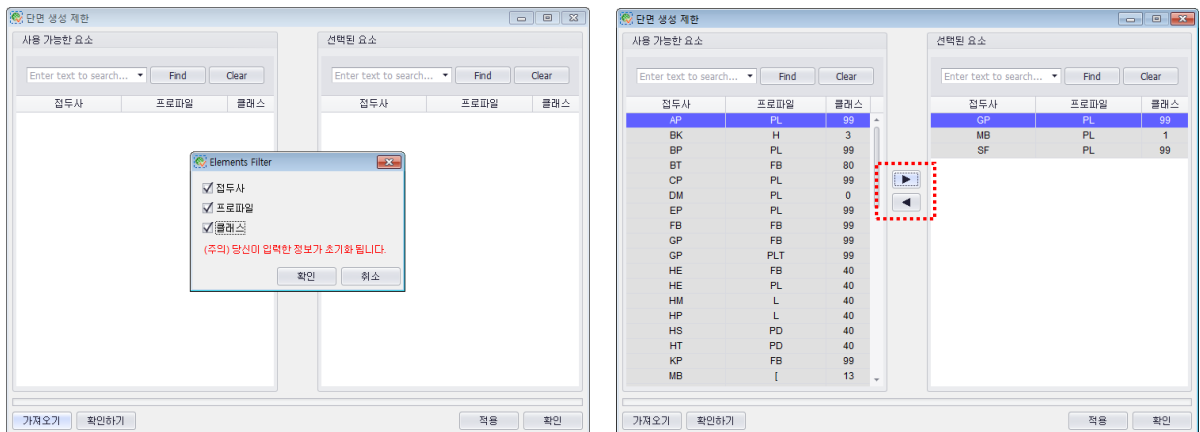 단면 생성 제한
사용 가능한 요소
선택된 요소
Enter text to search... Find Clear
Enter text to search... Find Clear
접두사 프로파일 클래스
접두사 프로파일 클래스
Elements Filter
접두사
프로파일
클래스
(주의) 당신이 입력한 정보가 초기화 됩니다.
확인 취소
가져오기 확인하기 적용 확인
단면 생성 제한
사용 가능한 요소
선택된 요소
Enter text to search... Find Clear
Enter text to search... Find Clear
접두사 프로파일 클래스
AP PL 99
BK H 3
BP PL 99
BT FB 80
CP PL 99
DM PL 0
EP PL 99
FB FB 99
GP FB 99
GP PLT 99
HE FB 40
HE PL 40
HM L 40
HP L 40
HS PD 40
HT PD 40
KP FB 99
MB [ 13
접두사 프로파일 클래스
GP PL 99
MB PL 1
SF PL 99
가져오기 확인하기 적용 확인